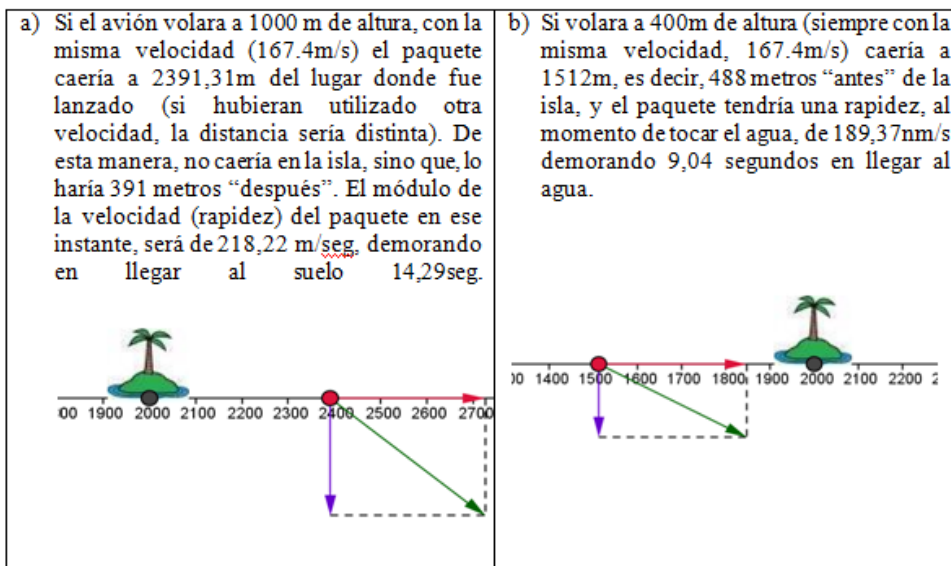 a) Si el avión volara a 1000 m de altura, con la
misma velocidad (167.4m/s) el paquete
caería a 2391,31m del lugar donde fue
lanzado (si hubieran utilizado otra
velocidad, la distancia sería distinta). De
esta manera, no caería en la isla, sino que, lo
haría 391 metros “después”. El módulo de
la velocidad (rapidez) del paquete en ese
instante, será de 218,22 m/seg, demorando
en llegar al suelo 14,29seg.
00 1900 2000 2100 2200 2300 2400 2500 2600 2700
b) Si volara a 400m de altura (siempre con la
misma velocidad, 167.4m/s) caería a
1512m, es decir, 488 metros “antes” de la
isla, y el paquete tendría una rapidez, al
momento de tocar el agua, de 189,37nm/s
demorando 9,04 segundos en llegar al
agua.
00 1400 1500 1600 1700 1800 1900 2000 2100 2200 2